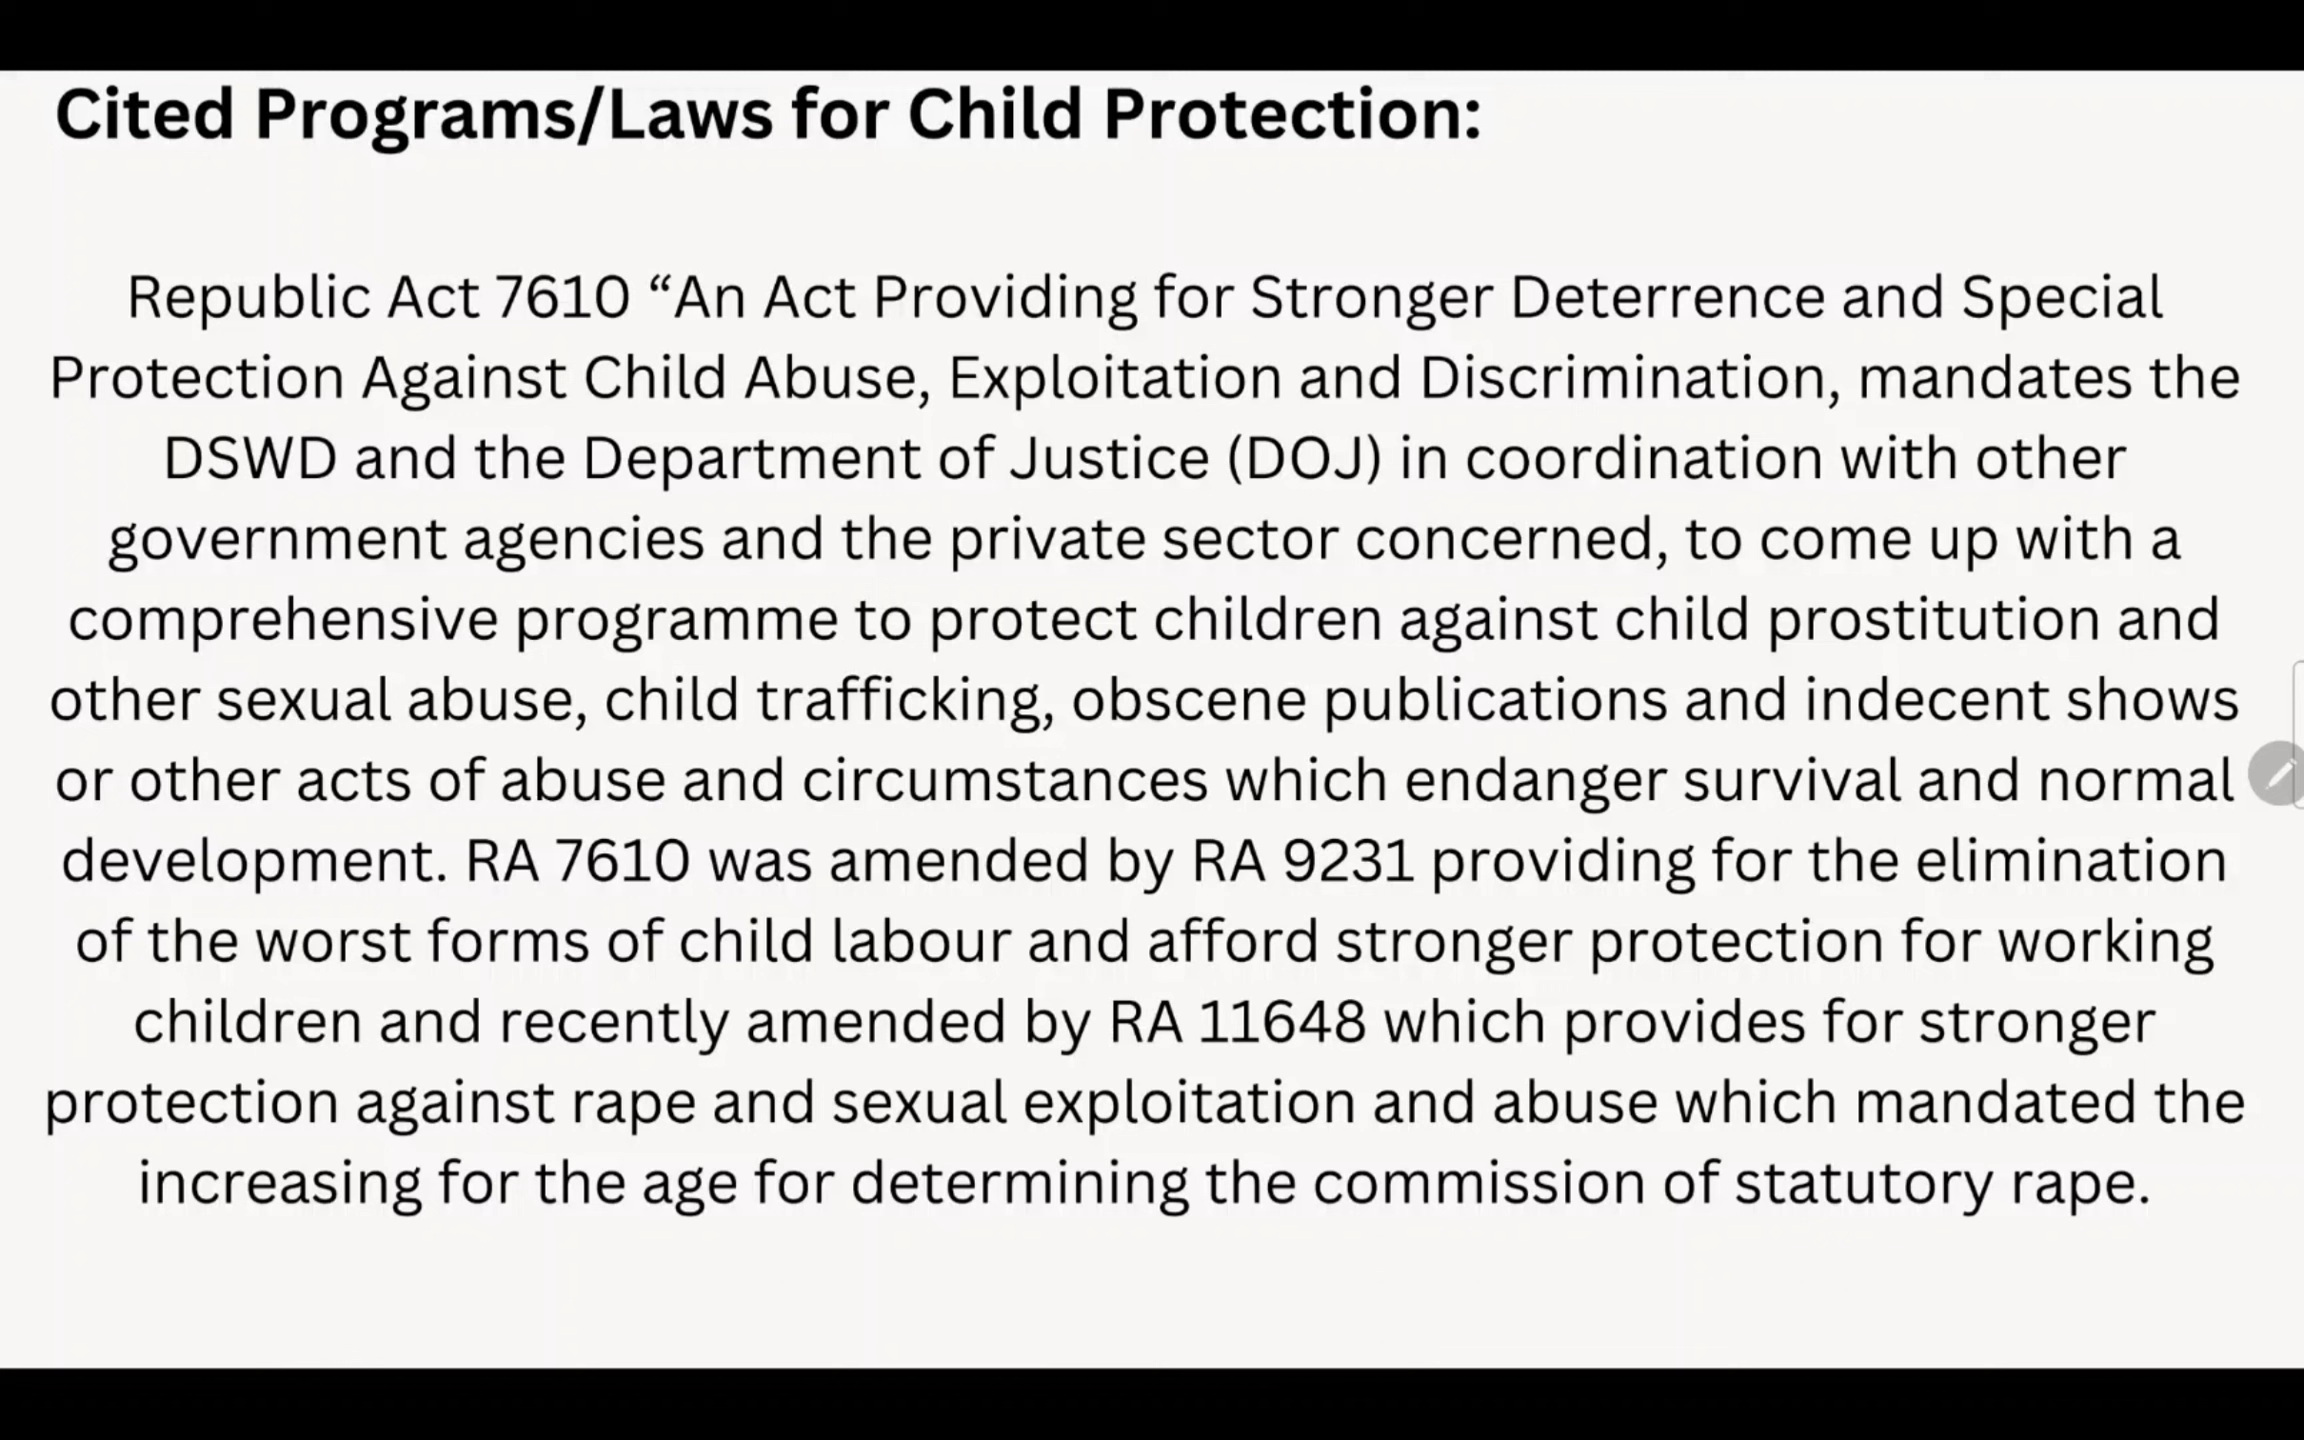 Cited Programs/Laws for Child Protection:
Republic Act 7610 “An Act Providing for Stronger Deterrence and Special
Protection Against Child Abuse, Exploitation and Discrimination, mandates the
DSWD and the Department of Justice (DOJ) in coordination with other
government agencies and the private sector concerned, to come up with a
comprehensive programme to protect children against child prostitution and
other sexual abuse, child trafficking, obscene publications and indecent shows
or other acts of abuse and circumstances which endanger survival and normal
development. RA 7610 was amended by RA 9231 providing for the elimination
of the worst forms of child labour and afford stronger protection for working
children and recently amended by RA 11648 which provides for stronger
protection against rape and sexual exploitation and abuse which mandated the
increasing for the age for determining the commission of statutory rape.